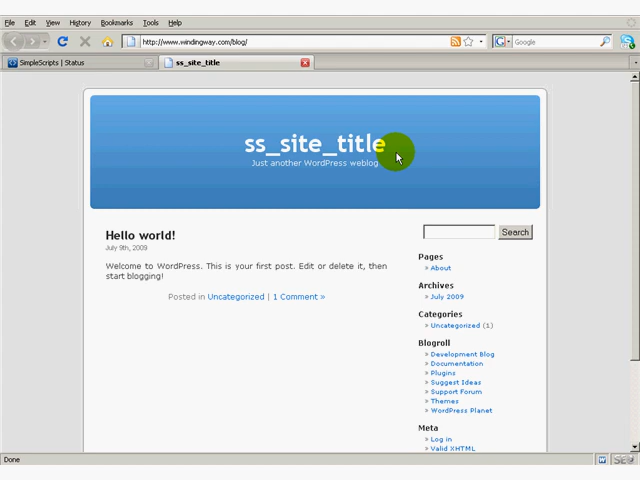 File Edit View History Bookmarks Tools Help
http://www.windingway.com/blog/
Google
SimpleScripts | Status
ss_site_title
ss_site_title
Just another WordPress weblog
Hello world!
July 9th, 2009
Welcome to WordPress. This is your first post. Edit or delete it, then
start blogging!
Posted in Uncategorized | 1 Comment »
Search
Pages
» About
Archives
» July 2009
Categories
» Uncategorized (1)
Blogroll
» Development Blog
» Documentation
» Plugins
» Suggest Ideas
» Support Forum
» Themes
» WordPress Planet
Meta
» Log in
» Valid XHTML
Done